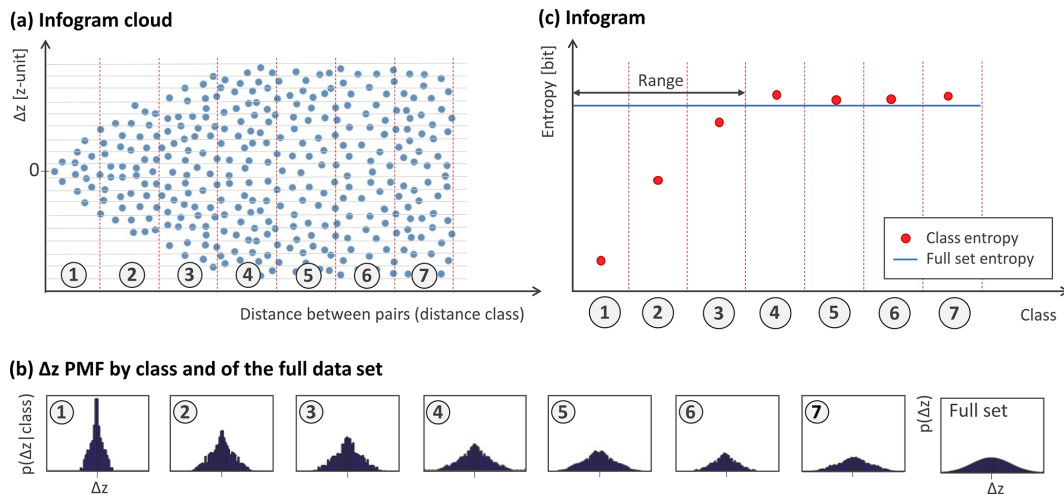 (a) Infogram cloud
Δz [z-unit]
0
1 2 3 4 5 6 7
Distance between pairs (distance class)
(c) Infogram
Entropy [bit]
Range
Class entropy
Full set entropy
1 2 3 4 5 6 7
Class
(b) Δz PMF by class and of the full data set
p(Δz|class)
1 2 3 4 5 6 7
Δz
p(Δz)
Full set
Δz